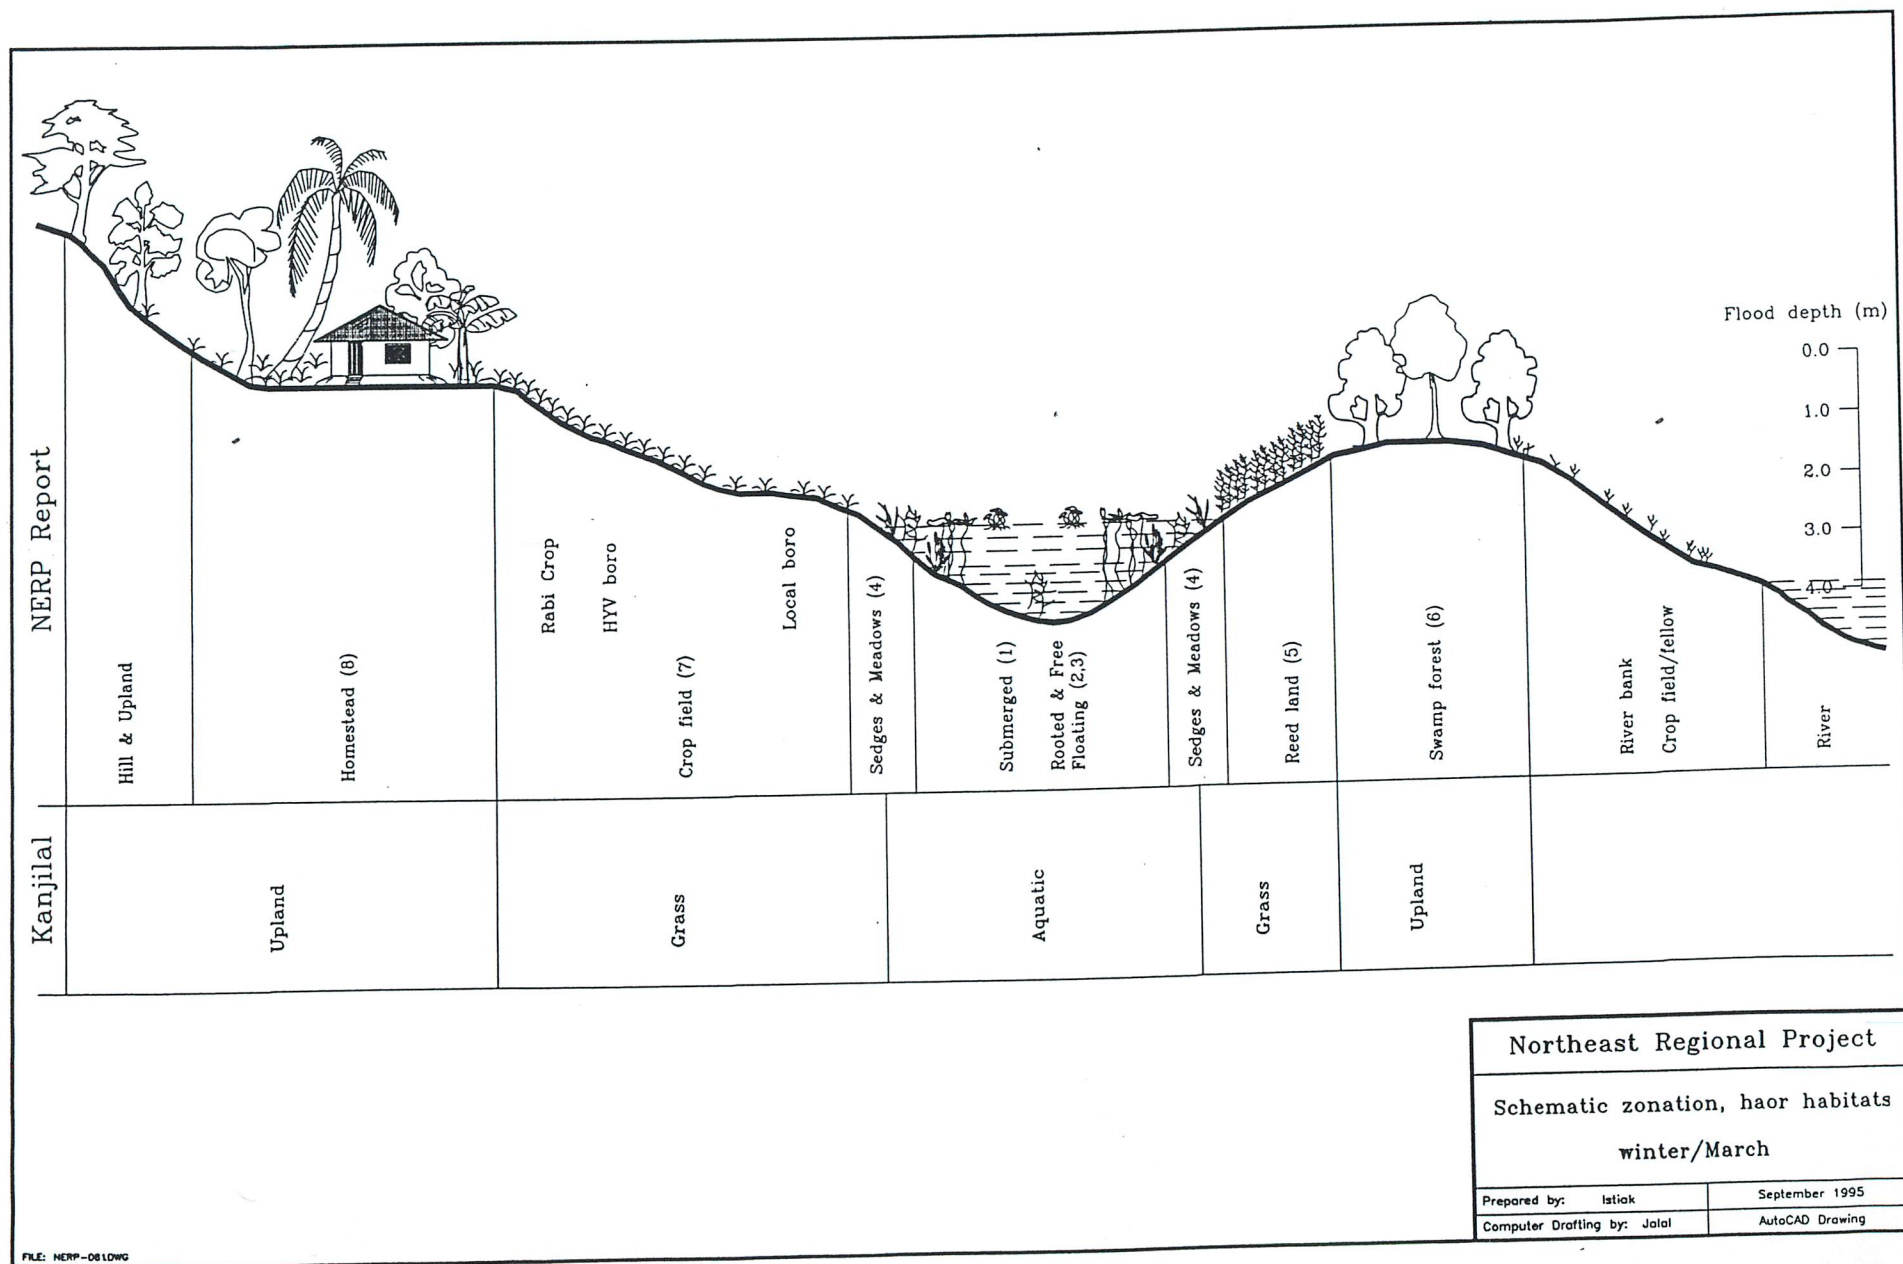 Flood depth (m)
0.0
1.0
2.0
3.0
4.0
NERP Report
Hill & Upland
Homestead (8)
Rabi Crop
HYV boro
Local boro
Crop field (7)
Sedges & Meadows (4)
Submerged (1)
Rooted & Free
Floating (2,3)
Sedges & Meadows (4)
Reed land (5)
Swamp forest (6)
River bank
Crop field/fellow
River
Kanjilal
Upland
Grass
Aquatic
Grass
Upland
Northeast Regional Project
Schematic zonation, haor habitats
winter/March
Prepared by: Istiak
September 1995
Computer Drafting by: Jalal
AutoCAD Drawing
FILE: NERP-081.DWG